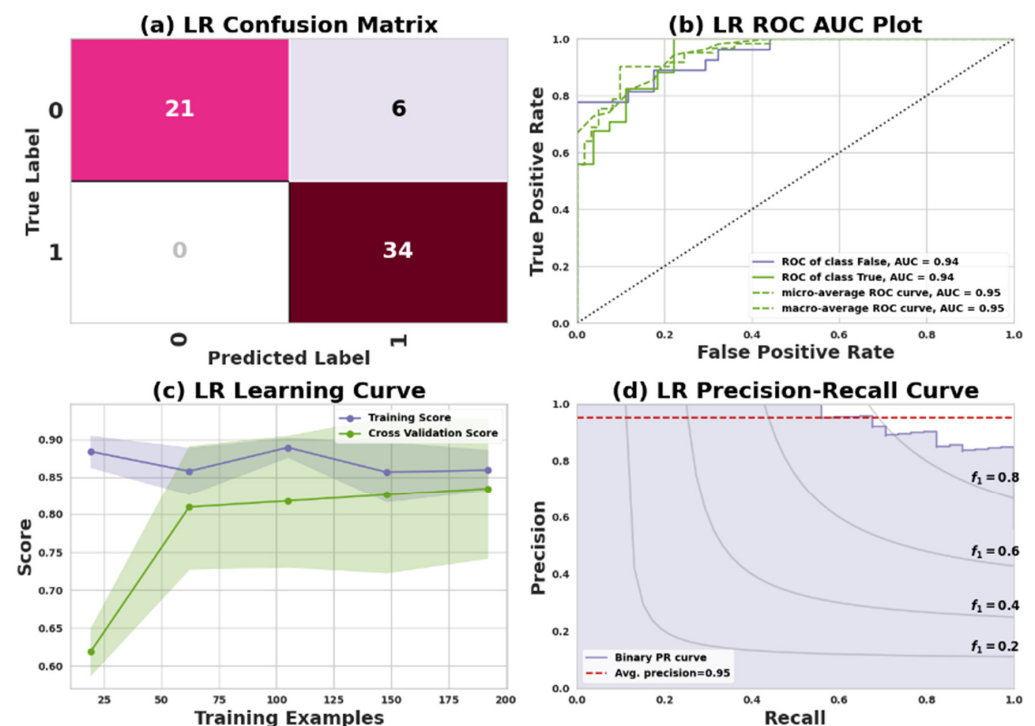 (a) LR Confusion Matrix
True Label
0
21
6
1
0
34
0
1
Predicted Label
(b) LR ROC AUC Plot
True Positive Rate
1.0
0.8
0.6
0.4
0.2
0.0
ROC of class False, AUC = 0.94
ROC of class True, AUC = 0.94
micro-average ROC curve, AUC = 0.95
macro-average ROC curve, AUC = 0.95
0.0 0.2 0.4 0.6 0.8 1.0
False Positive Rate
(c) LR Learning Curve
Score
0.90
0.85
0.80
0.75
0.70
0.65
0.60
Training Score
Cross Validation Score
25 50 75 100 125 150 175 200
Training Examples
(d) LR Precision-Recall Curve
Precision
1.0
0.8
0.6
0.4
0.2
0.0
f₁=0.8
f₁=0.6
f₁=0.4
f₁=0.2
Binary PR curve
Avg. precision=0.95
0.0 0.2 0.4 0.6 0.8 1.0
Recall